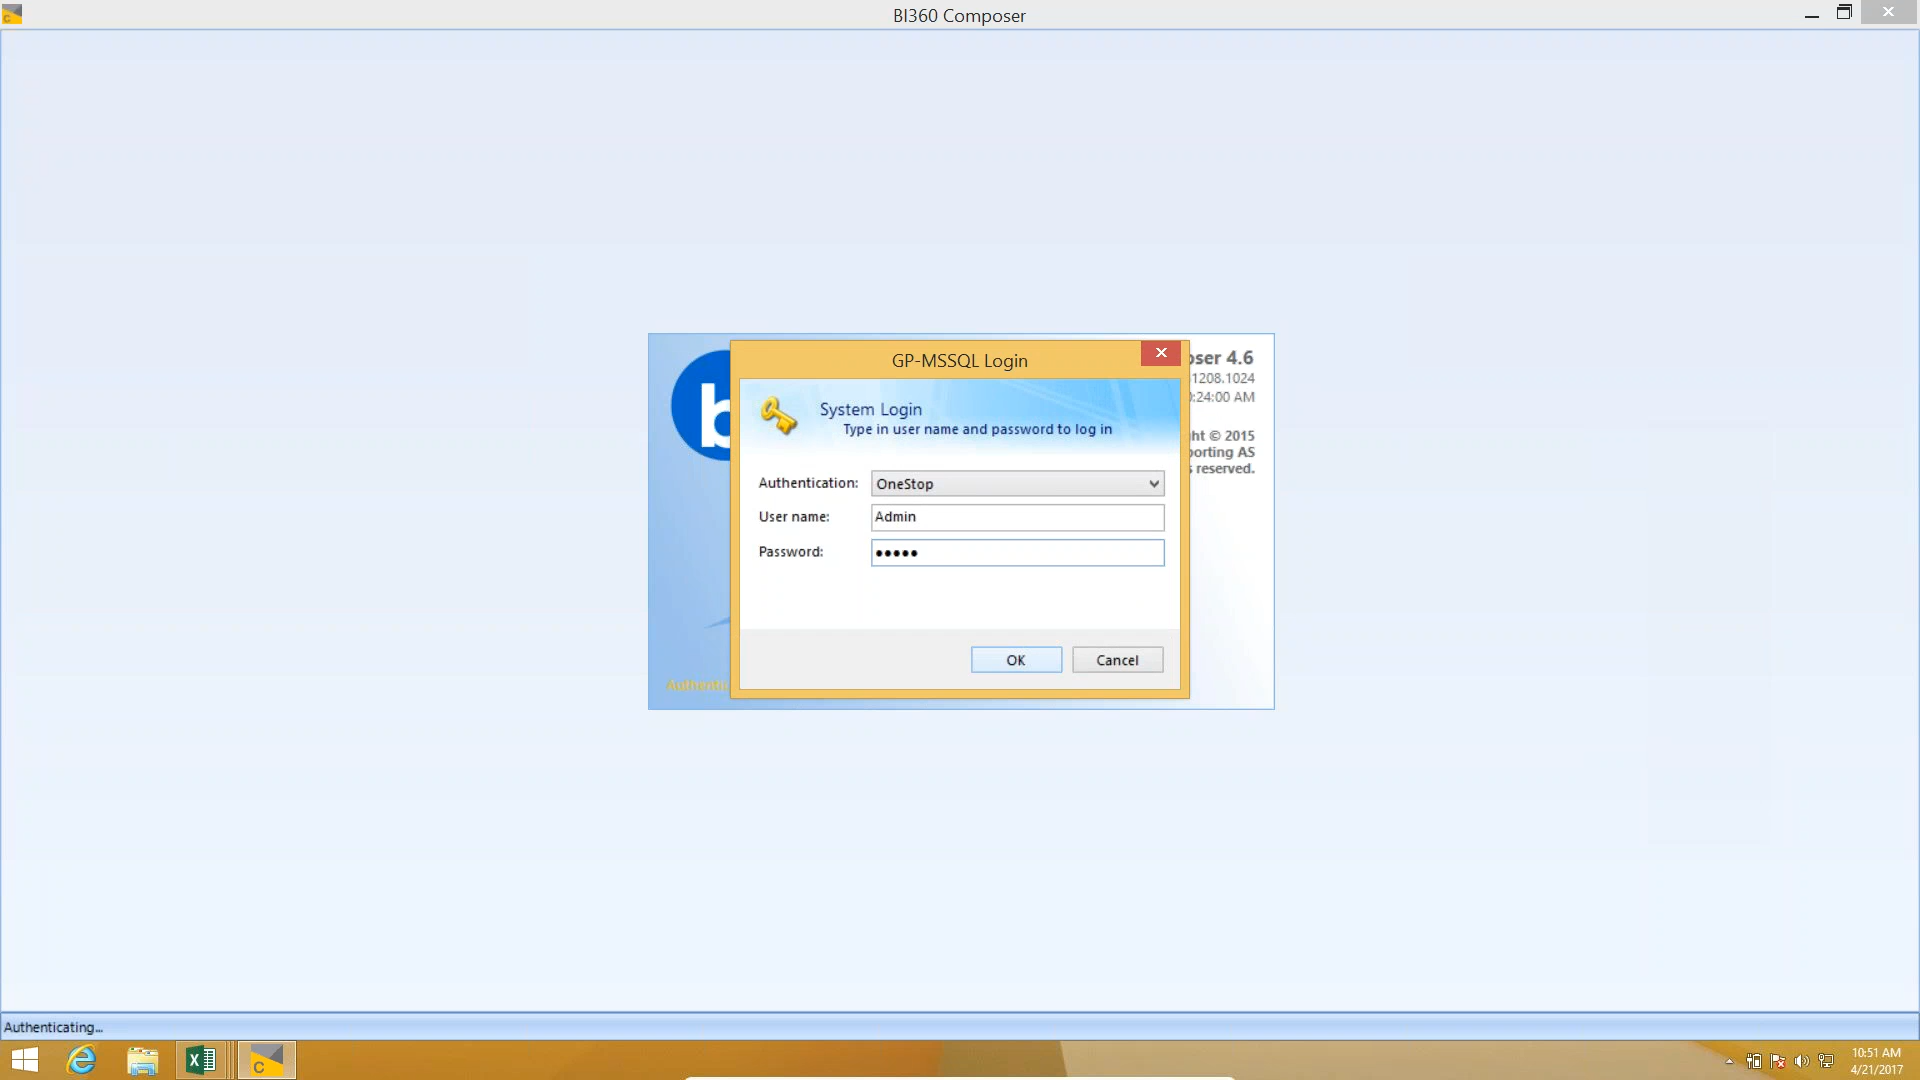 BI360 Composer
GP-MSSQL Login
oser 4.6
1208.1024
:24:00 AM
ht © 2015
porting AS
s reserved.
b
System Login
Type in user name and password to log in
Authentication: OneStop
User name: Admin
Password: •••••
OK Cancel
Authenti
Authenticating...
10:51 AM
4/21/2017